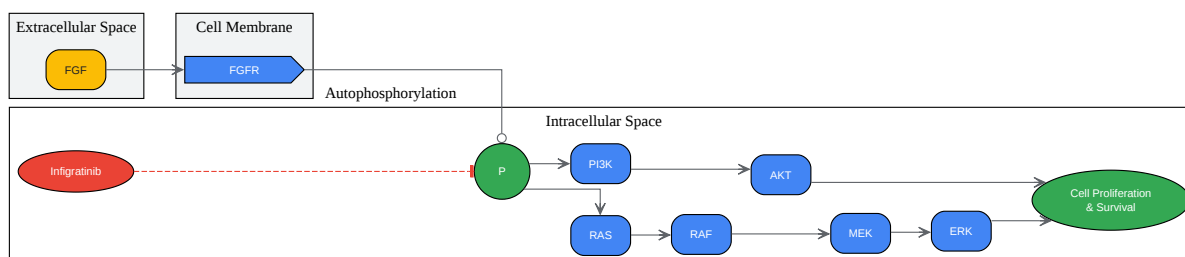 Extracellular Space
Cell Membrane
FGF
FGFR
Autophosphorylation
Intracellular Space
Infigratinib
P
PI3K
AKT
Cell Proliferation
& Survival
RAS
RAF
MEK
ERK